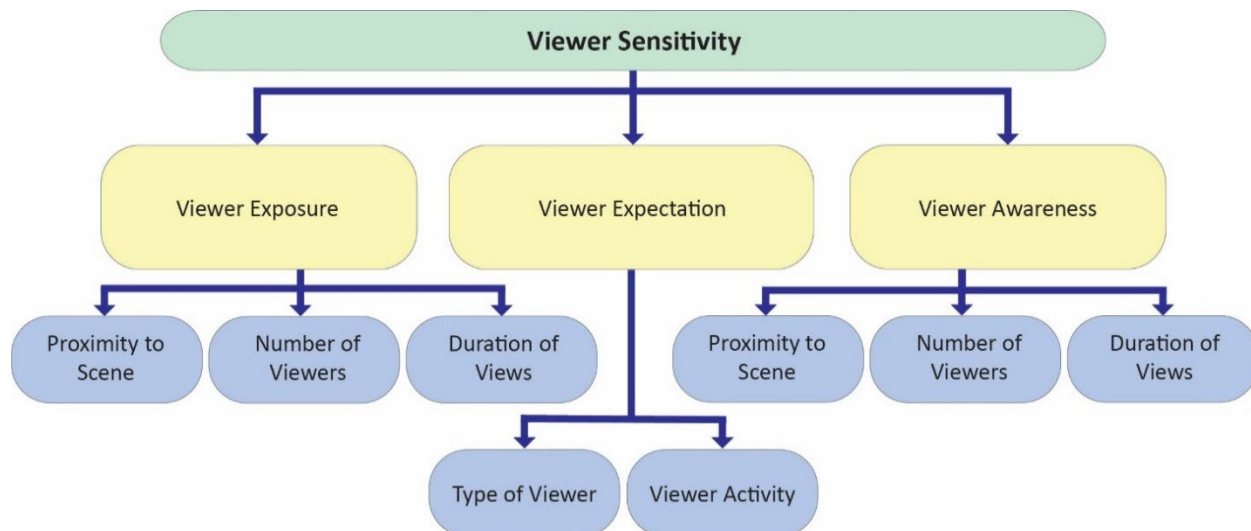 Viewer Sensitivity
Viewer Exposure
Viewer Expectation
Viewer Awareness
Proximity to
Scene
Number of
Viewers
Duration of
Views
Proximity to
Scene
Number of
Viewers
Duration of
Views
Type of Viewer
Viewer Activity